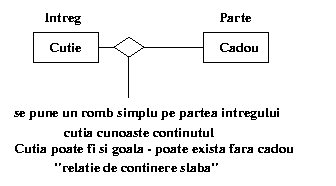 Intreg Parte
Cutie Cadou
se pune un romb simplu pe partea intregului
cutia cunoaste continutul
Cutia poate fi si goala - poate exista fara cadou
"relatie de continere slaba"